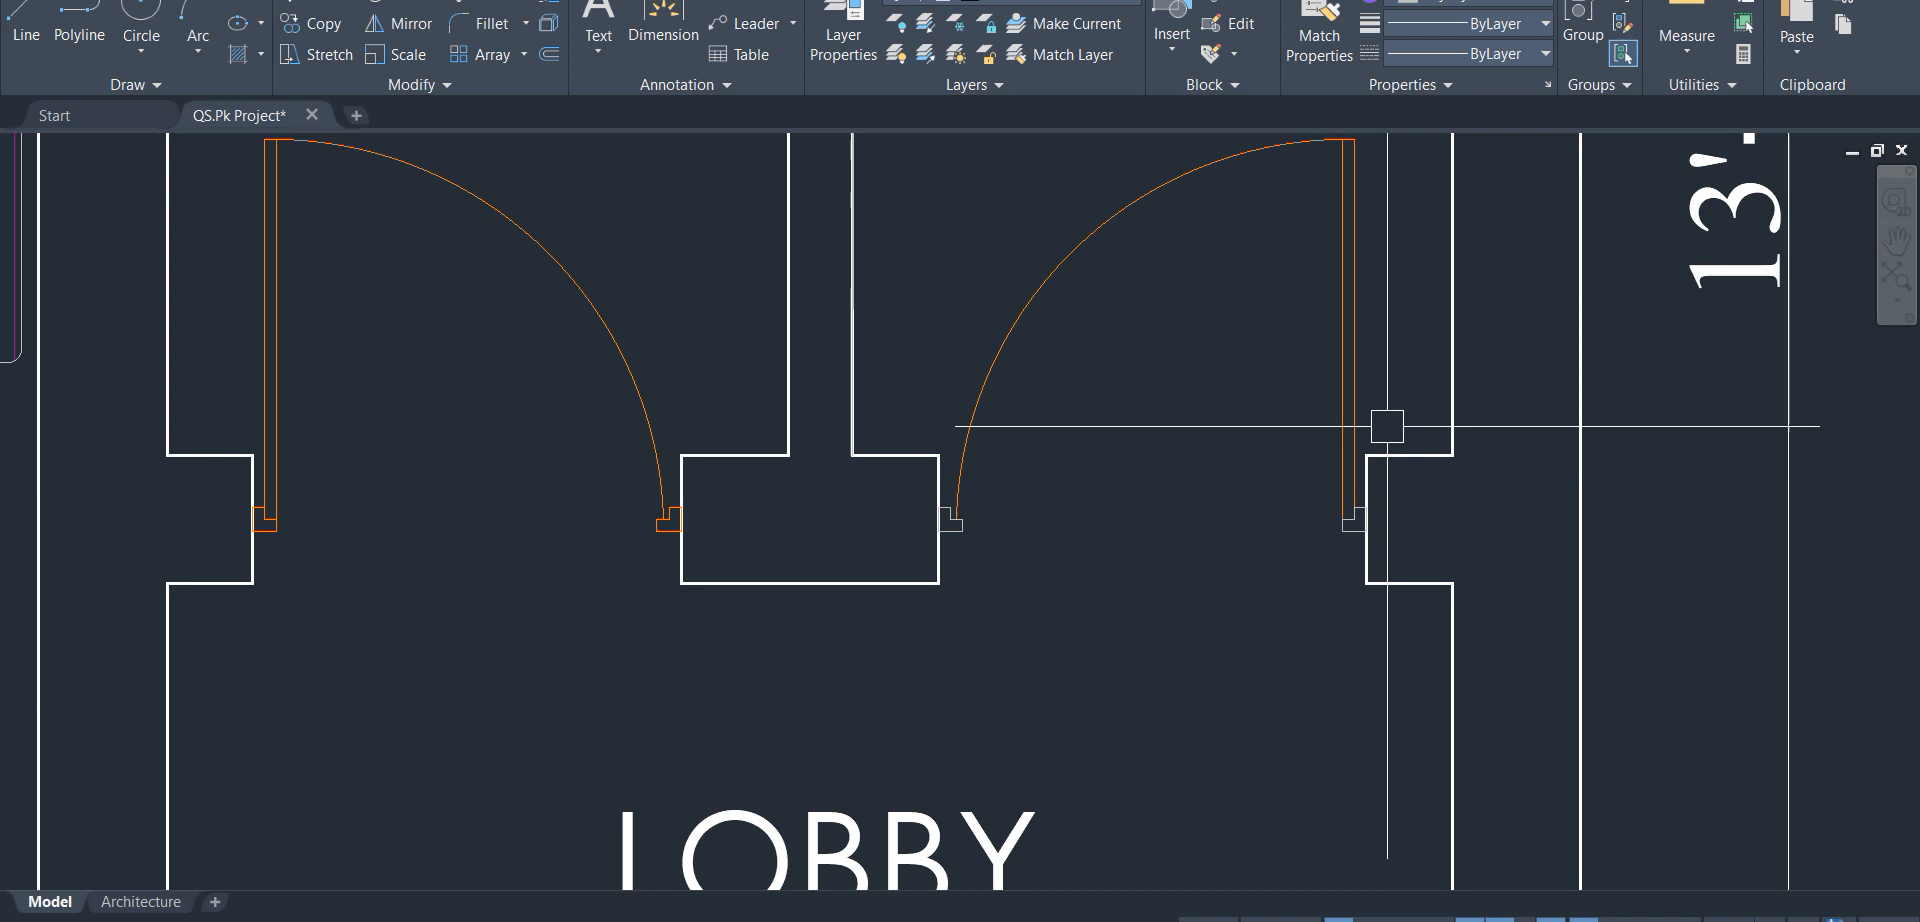 Line Polyline Circle Arc
Copy Mirror Fillet
Stretch Scale Array
Text Dimension
Leader
Table
Layer Properties
Make Current
Match Layer
Insert
Edit
Match Properties
ByLayer
ByLayer
Group
Measure
Paste
Draw Modify Annotation Layers Block Properties Groups Utilities Clipboard
Start QS.Pk Project*
2D
13'.
LOBBY
Model Architecture